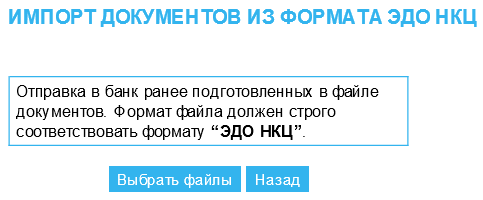 ИМПОРТ ДОКУМЕНТОВ ИЗ ФОРМАТА ЭДО НКЦ
Отправка в банк ранее подготовленных в файле
документов. Формат файла должен строго
соответствовать формату “ЭДО НКЦ”.
Выбрать файлы Назад